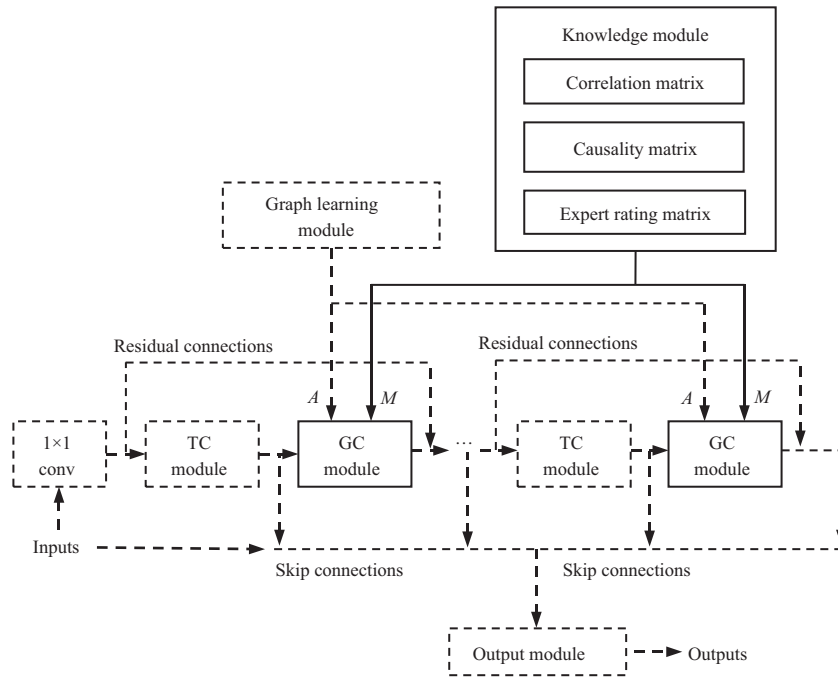 Knowledge module
Correlation matrix
Causality matrix
Expert rating matrix
Graph learning
module
Residual connections
Residual connections
A
M
A
M
1×1
conv
TC
module
GC
module
...
TC
module
GC
module
Inputs
Skip connections
Skip connections
Output module
Outputs